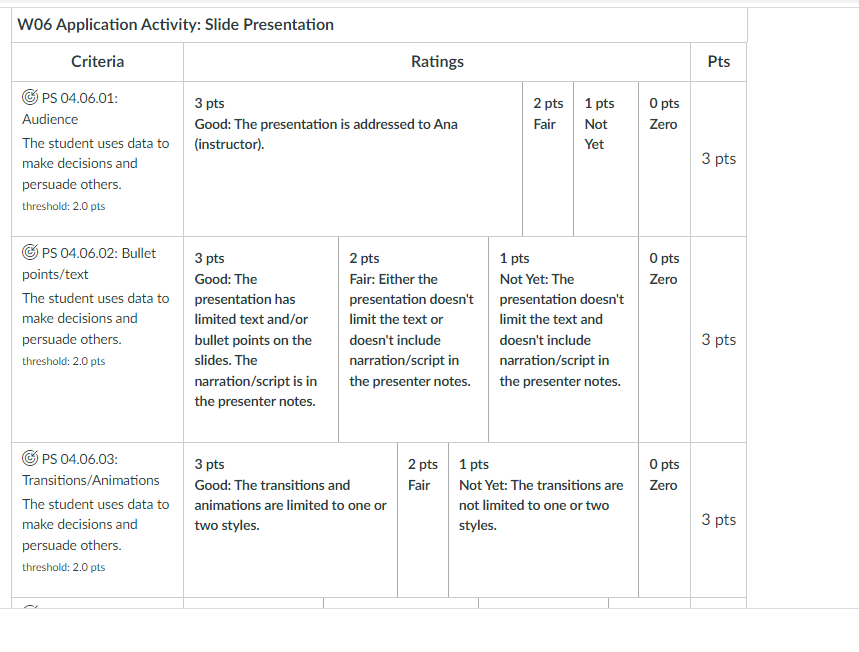 W06 Application Activity: Slide Presentation
Criteria
Ratings
Pts
PS 04.06.01:
Audience
The student uses data to
make decisions and
persuade others.
threshold: 2.0 pts
3 pts
Good: The presentation is addressed to Ana
(instructor).
2 pts
Fair
1 pts
Not
Yet
0 pts
Zero
3 pts
PS 04.06.02: Bullet
points/text
The student uses data to
make decisions and
persuade others.
threshold: 2.0 pts
3 pts
Good: The
presentation has
limited text and/or
bullet points on the
slides. The
narration/script is in
the presenter notes.
2 pts
Fair: Either the
presentation doesn't
limit the text or
doesn't include
narration/script in
the presenter notes.
1 pts
Not Yet: The
presentation doesn't
limit the text and
doesn't include
narration/script in
the presenter notes.
0 pts
Zero
3 pts
PS 04.06.03:
Transitions/Animations
The student uses data to
make decisions and
persuade others.
threshold: 2.0 pts
3 pts
Good: The transitions and
animations are limited to one or
two styles.
2 pts
Fair
1 pts
Not Yet: The transitions are
not limited to one or two
styles.
0 pts
Zero
3 pts